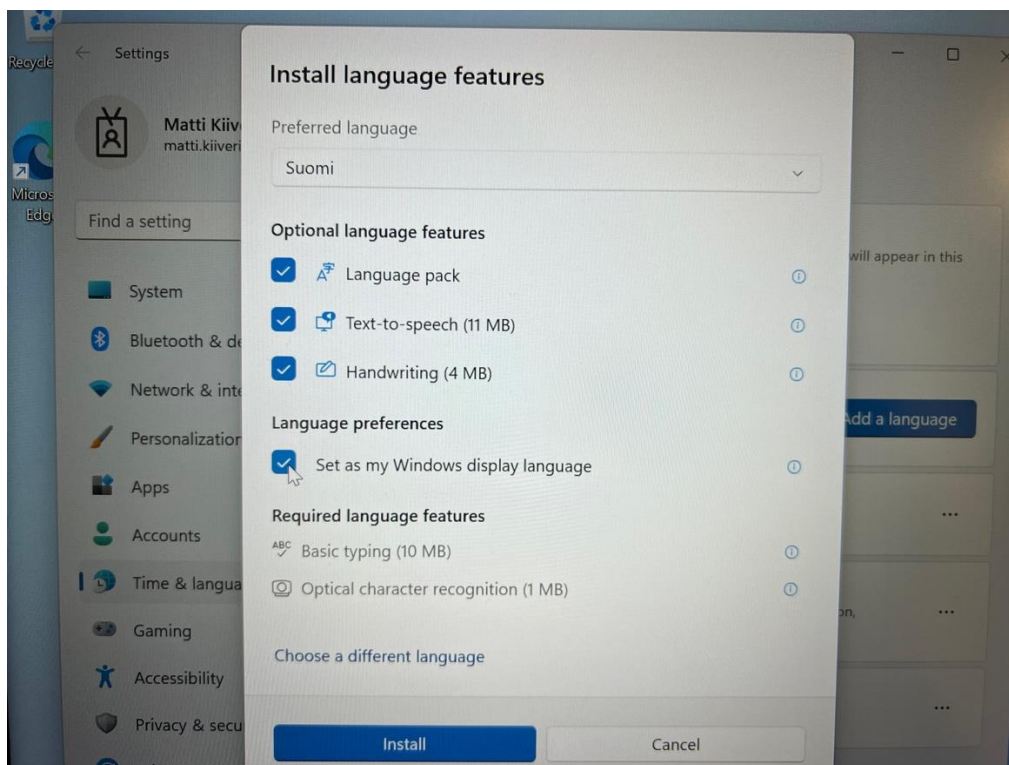 Recycle
Micros
Edg
Settings
Matti Kiiv
matti.kiiveri
Find a setting
System
Bluetooth & de
Network & inte
Personalization
Apps
Accounts
Time & langua
Gaming
Accessibility
Privacy & secu
Install language features
Preferred language
Suomi
Optional language features
Language pack
Text-to-speech (11 MB)
Handwriting (4 MB)
Language preferences
Set as my Windows display language
Required language features
ABC Basic typing (10 MB)
Optical character recognition (1 MB)
Choose a different language
Install Cancel
will appear in this
Add a language
on,